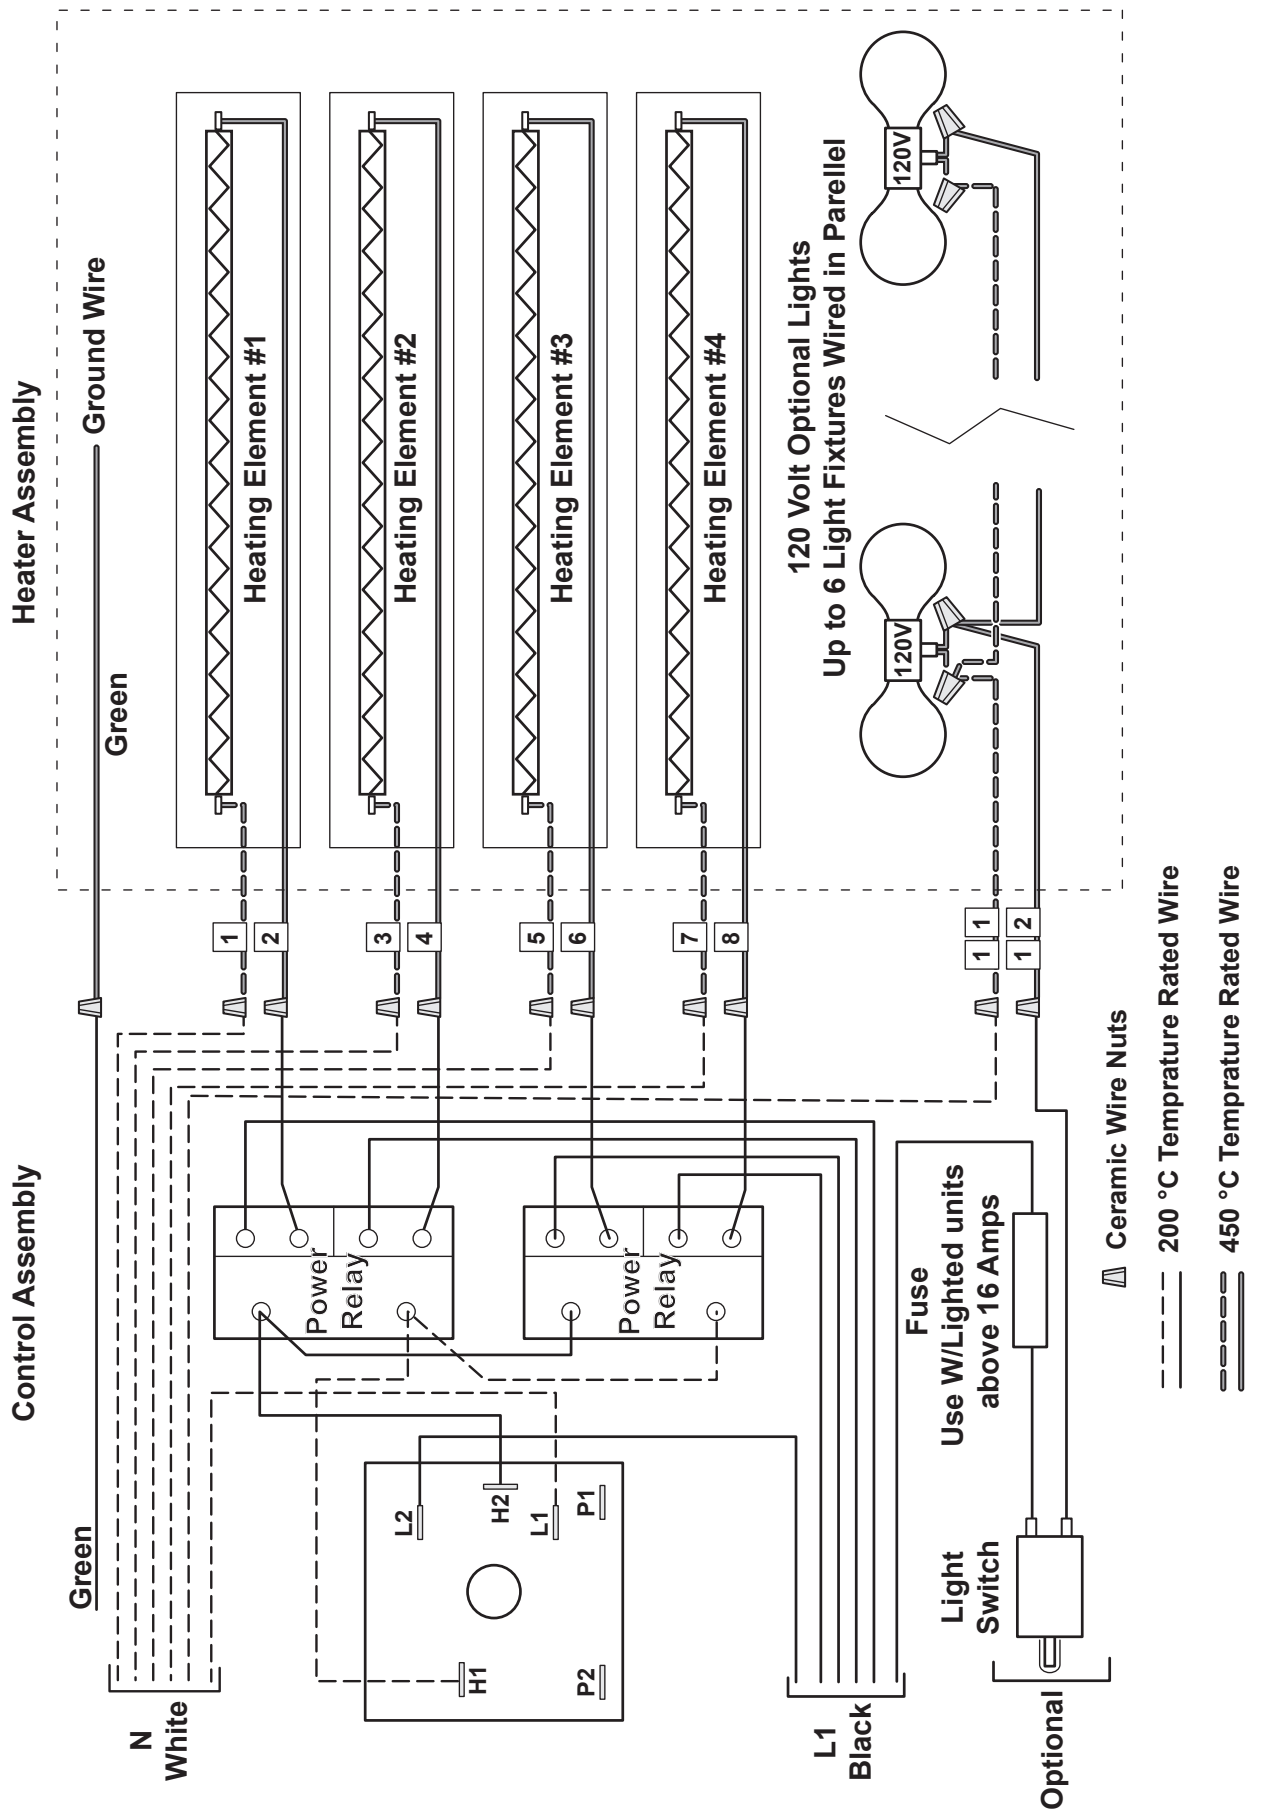 Control Assembly
Heater Assembly
Green
Green
Ground Wire
N
White
1
2
3
4
5
6
7
8
1 1
1 2
Heating Element #1
Heating Element #2
Heating Element #3
Heating Element #4
Power
Relay
Power
Relay
L2
H2
L1
P1
H1
P2
120 Volt Optional Lights
Up to 6 Light Fixtures Wired in Parellel
120V
120V
L1
Black
Fuse
Use W/Lighted units
above 16 Amps
Light
Switch
Optional
Ceramic Wire Nuts
200 °C Temprature Rated Wire
450 °C Temprature Rated Wire